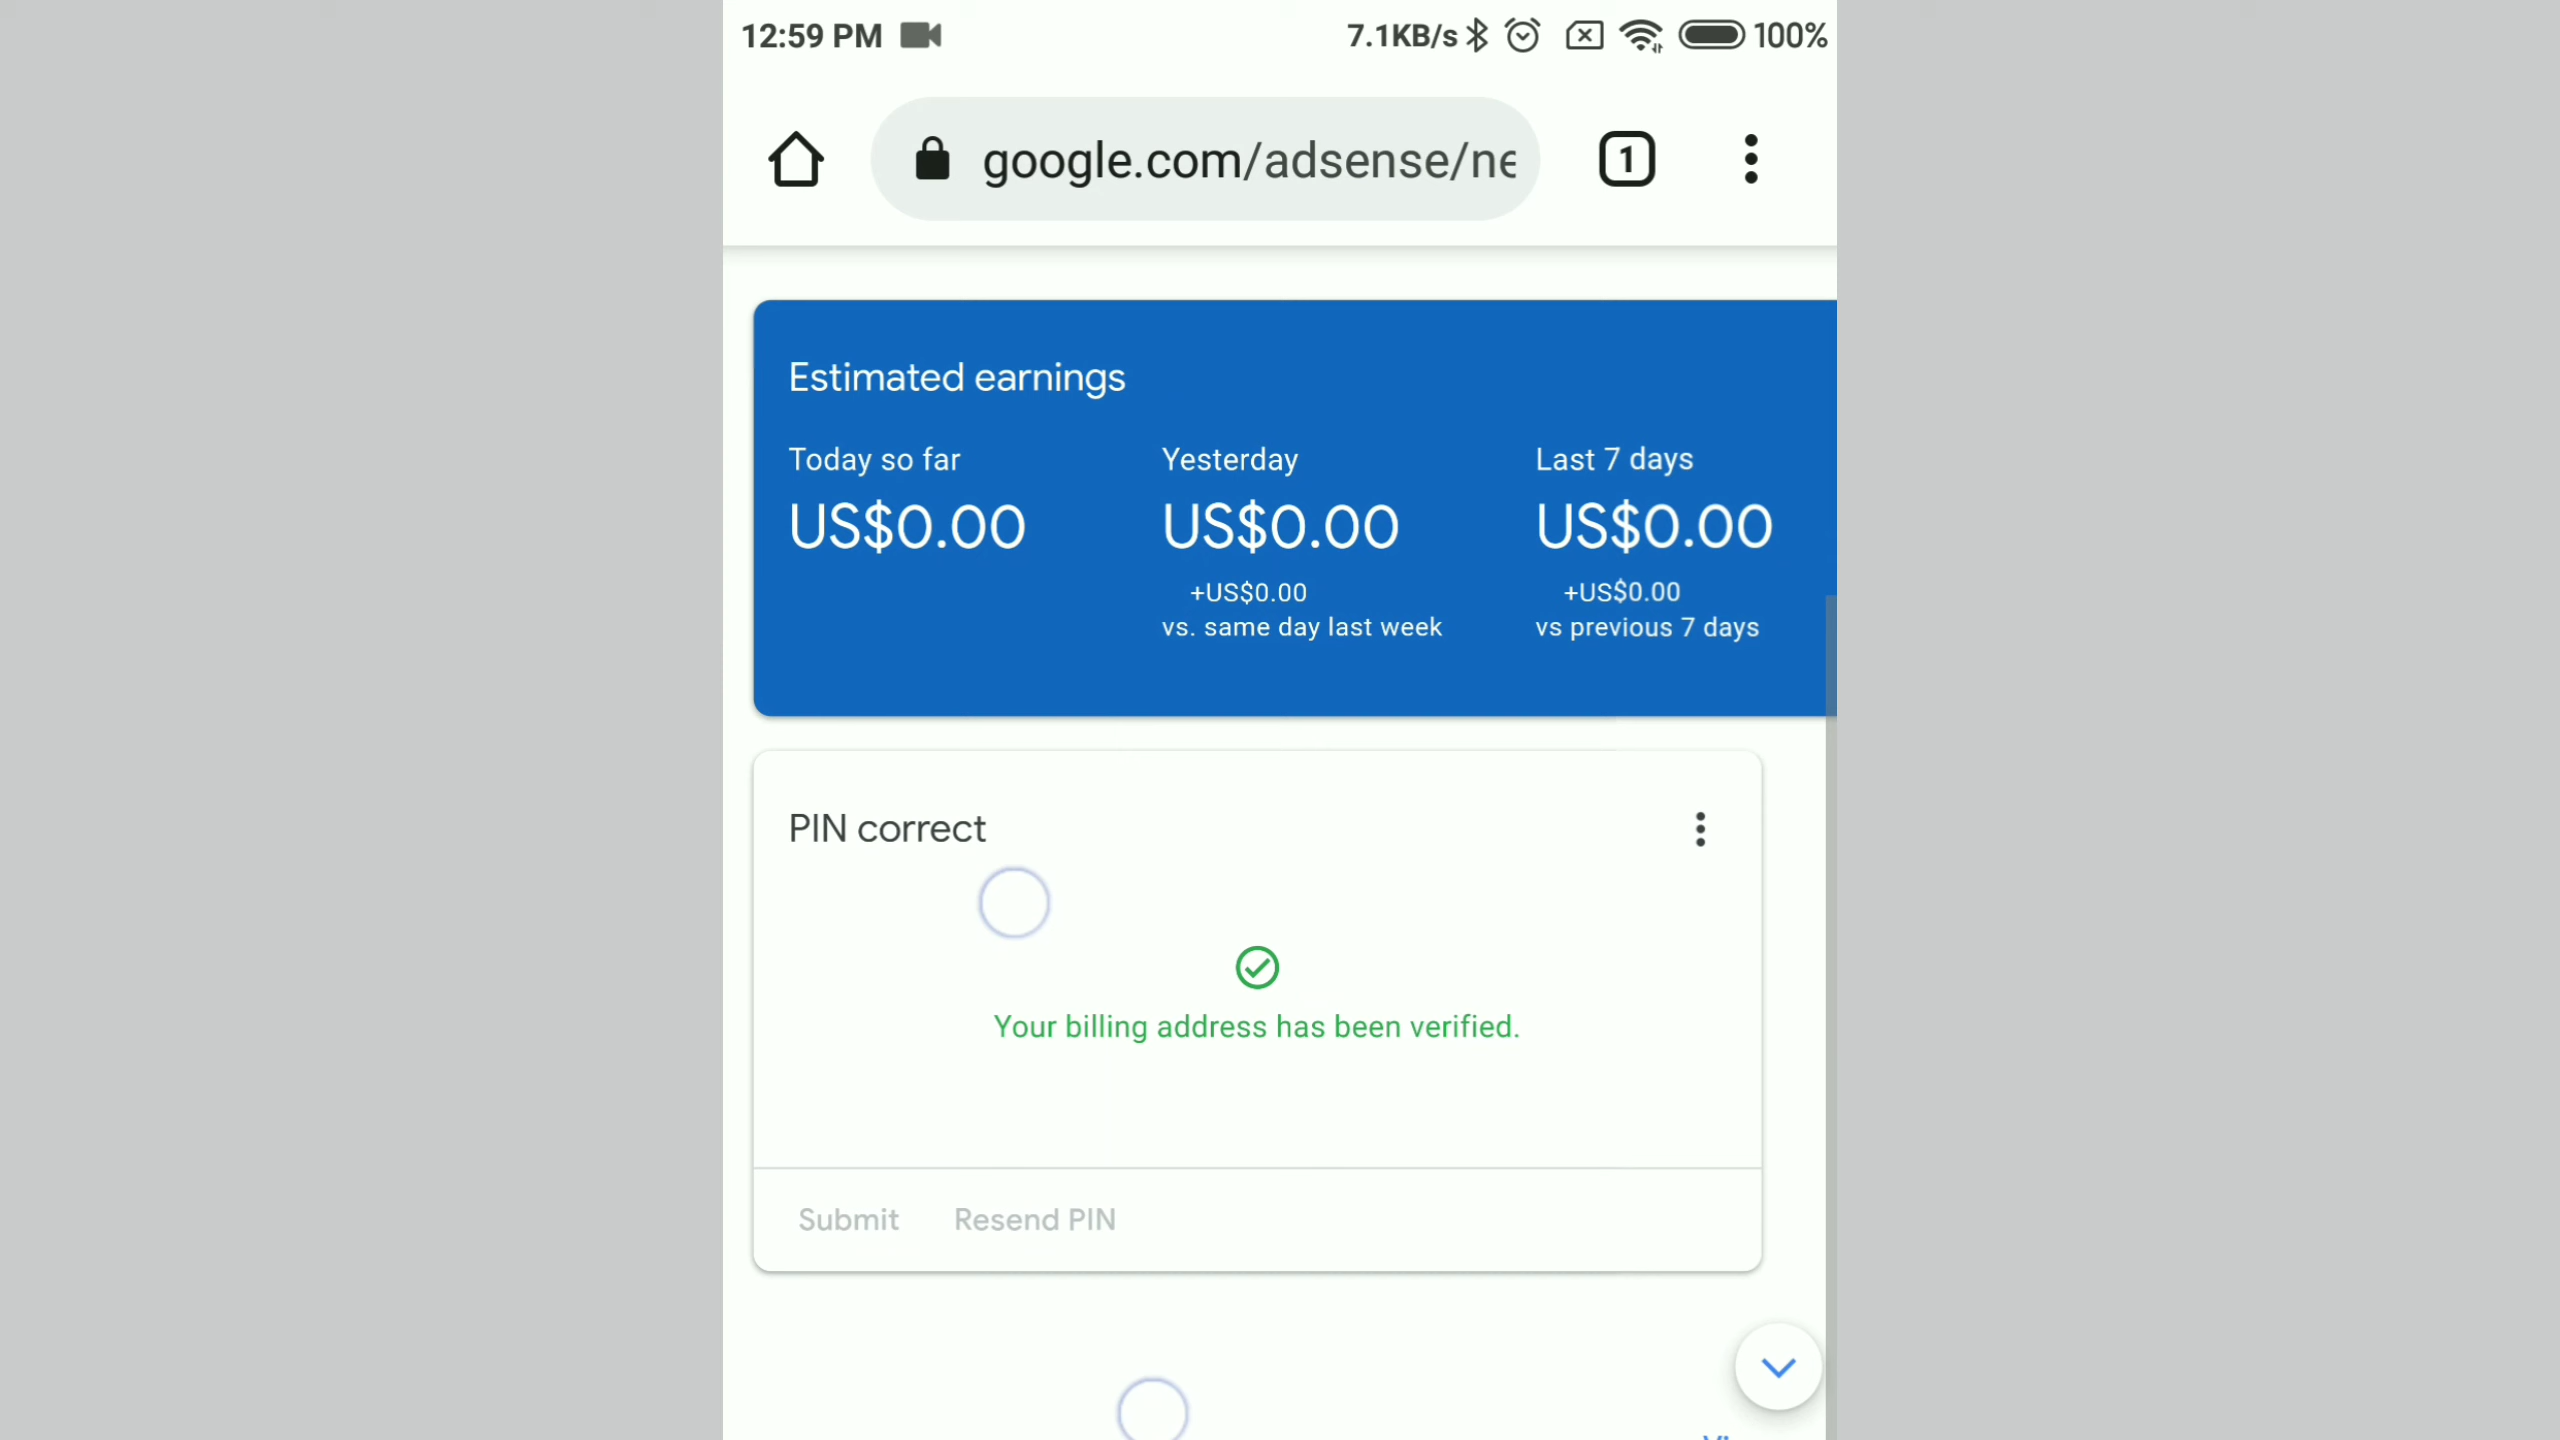 12:59 PM 7.1KB/s 100%
google.com/adsense/ne
1
Estimated earnings
Today so far Yesterday Last 7 days
US$0.00 US$0.00 US$0.00
+US$0.00 +US$0.00
vs. same day last week vs previous 7 days
PIN correct
Your billing address has been verified.
Submit Resend PIN